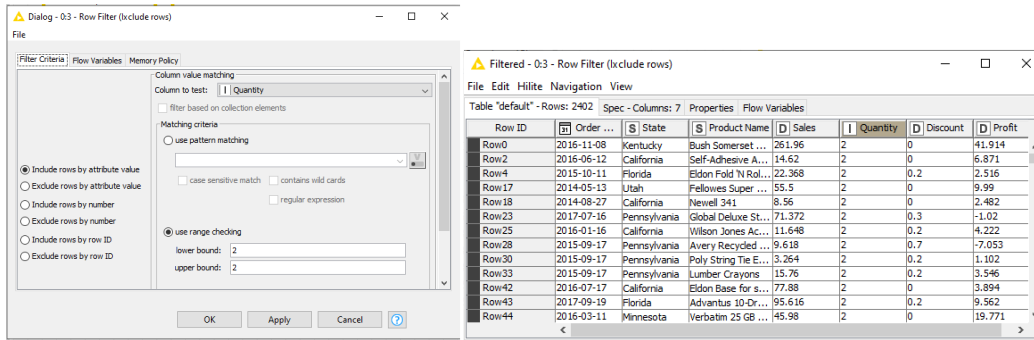 Dialog - 0:3 - Row Filter (Ixclude rows)
File
Filter Criteria Flow Variables Memory Policy
Include rows by attribute value
Exclude rows by attribute value
Include rows by number
Exclude rows by number
Include rows by row ID
Exclude rows by row ID
Column value matching
Column to test: I Quantity
filter based on collection elements
Matching criteria
use pattern matching
case sensitive match contains wild cards
regular expression
use range checking
lower bound: 2
upper bound: 2
OK Apply Cancel ?
Filtered - 0:3 - Row Filter (Ixclude rows)
File Edit Hilite Navigation View
Table "default" - Rows: 2402 Spec - Columns: 7 Properties Flow Variables
Row ID 31 Order ... S State S Product Name D Sales I Quantity D Discount D Profit
Row0 2016-11-08 Kentucky Bush Somerset ... 261.96 2 0 41.914
Row2 2016-06-12 California Self-Adhesive A... 14.62 2 0 6.871
Row4 2015-10-11 Florida Eldon Fold 'N Rol... 22.368 2 0.2 2.516
Row17 2014-05-13 Utah Fellowes Super ... 55.5 2 0 9.99
Row18 2014-08-27 California Newell 341 8.56 2 0 2.482
Row23 2017-07-16 Pennsylvania Global Deluxe St... 71.372 2 0.3 -1.02
Row25 2016-01-16 California Wilson Jones Ac... 11.648 2 0.2 4.222
Row28 2015-09-17 Pennsylvania Avery Recycled ... 9.618 2 0.7 -7.053
Row30 2015-09-17 Pennsylvania Poly String Tie E... 3.264 2 0.2 1.102
Row33 2015-09-17 Pennsylvania Lumber Crayons 15.76 2 0.2 3.546
Row42 2016-07-17 California Eldon Base for s... 77.88 2 0 3.894
Row43 2017-09-19 Florida Advantus 10-Dr... 95.616 2 0.2 9.562
Row44 2016-03-11 Minnesota Verbatim 25 GB ... 45.98 2 0 19.771